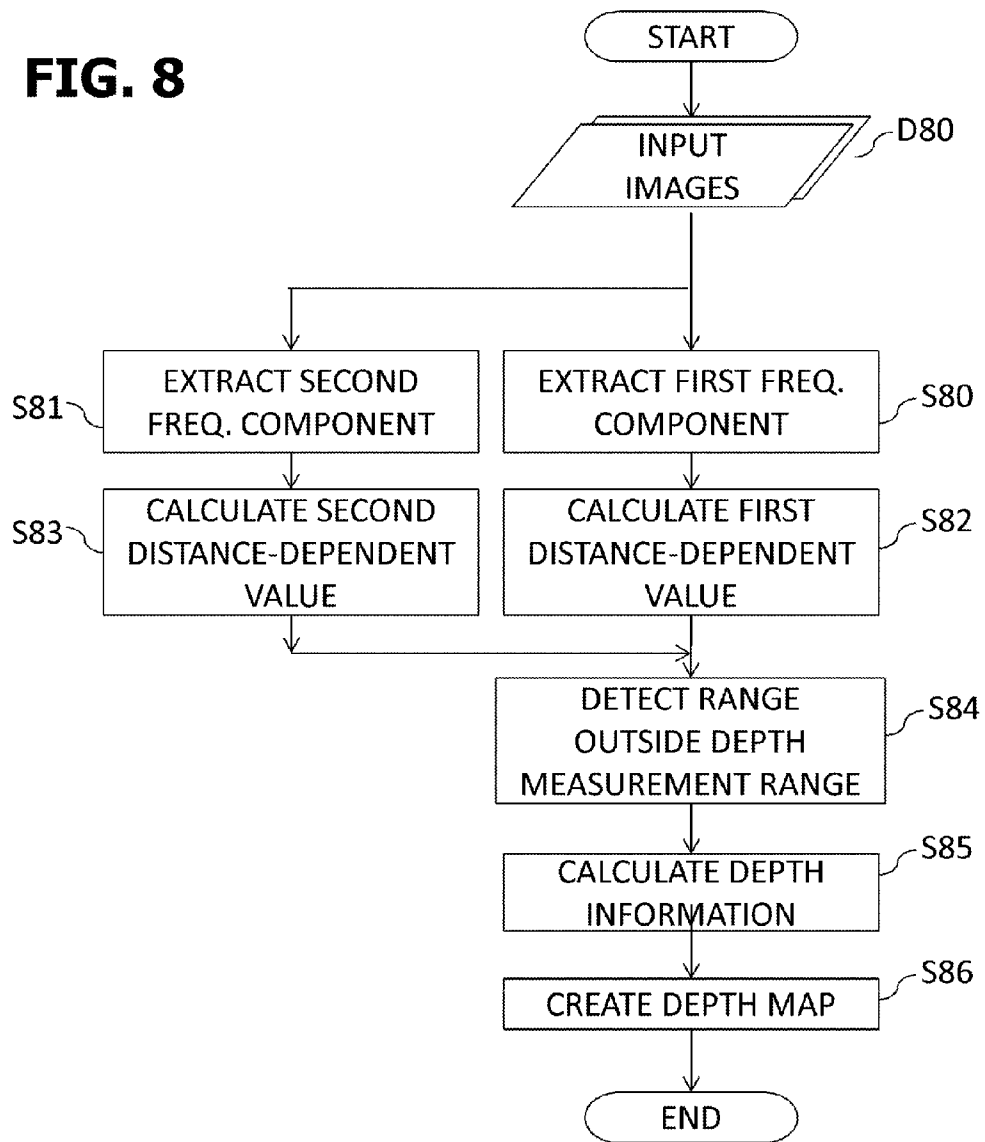 FIG. 8
START
INPUT
IMAGES
D80
EXTRACT SECOND
FREQ. COMPONENT
S81
EXTRACT FIRST FREQ.
COMPONENT
S80
CALCULATE SECOND
DISTANCE-DEPENDENT
VALUE
S83
CALCULATE FIRST
DISTANCE-DEPENDENT
VALUE
S82
DETECT RANGE
OUTSIDE DEPTH
MEASUREMENT RANGE
S84
CALCULATE DEPTH
INFORMATION
S85
CREATE DEPTH MAP
S86
END